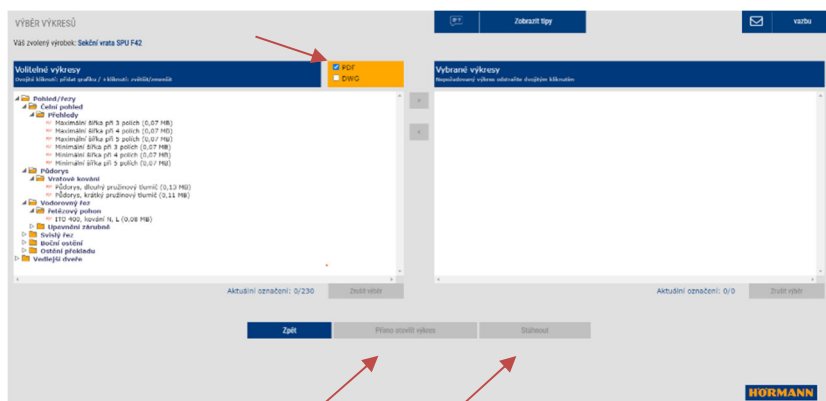 VÝBĚR VÝKRESŮ
Zobrazit tipy
vazbu
Váš zvolený výrobek: Sekční vrata SPU F42
Volitelné výkresy
Dvojité kliknutí: přidat grafiku / +kliknutí: zvětšit/zmenšit
PDF
DWG
Vybrané výkresy
Nepožadovaný výkres odstraňte dvojitým kliknutím
Pohled/řezy
Čelní pohled
Přehledy
Maximální šířka při 3 polích (0,07 MB)
Maximální šířka při 4 polích (0,07 MB)
Maximální šířka při 5 polích (0,07 MB)
Minimální šířka při 3 polích (0,07 MB)
Minimální šířka při 4 polích (0,07 MB)
Minimální šířka při 5 polích (0,07 MB)
Půdorys
Vratové kování
Půdorys, dlouhý pružinový tlumič (0,13 MB)
Půdorys, krátký pružinový tlumič (0,11 MB)
Vodorovný řez
řetězový pohon
ITO 400, kování N, L (0,08 MB)
Upevnění zárubně
Svislý řez
Boční ostění
Ostění překladu
Vedlejší dveře
Aktuální označení: 0/230
Zrušit výběr
Aktuální označení: 0/0
Zrušit výběr
Zpět
Přímo otevřít výkres
Stáhnout
HÖRMANN